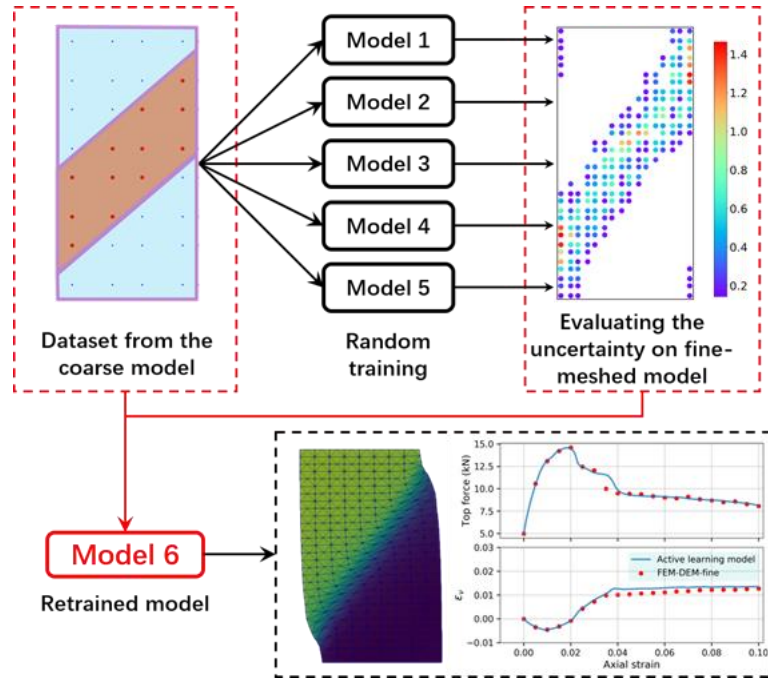 Model 1
Model 2
Model 3
Model 4
Model 5
1.4
1.2
1.0
0.8
0.6
0.4
0.2
Dataset from the
coarse model
Random
training
Evaluating the
uncertainty on fine-
meshed model
Model 6
Retrained model
Top force (kN)
15.0
12.5
10.0
7.5
5.0
εv
0.03
0.02
0.01
0.00
−0.01
Active learning model
FEM-DEM-fine
0.00 0.02 0.04 0.06 0.08 0.10
Axial strain